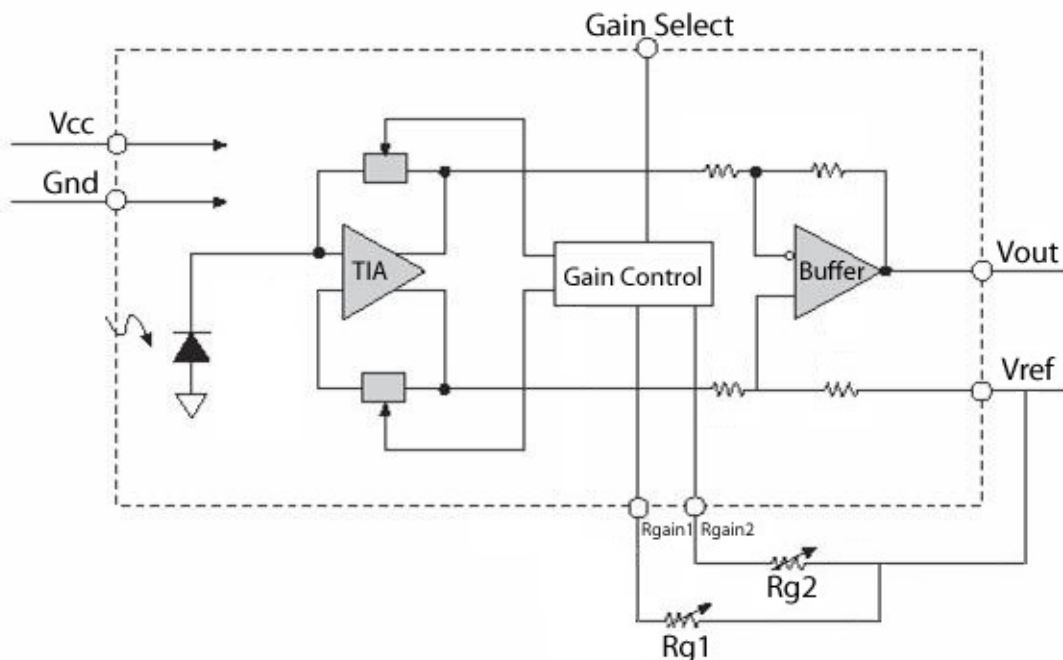 Gain Select
Vcc
Gnd
TIA
Gain Control
Buffer
Vout
Vref
Rgain1
Rgain2
Rg2
Rg1